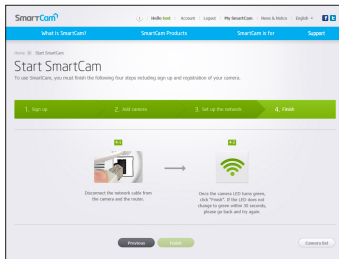 SmartCam
Hello test Account Logout My SmartCam News & Notice English
What is SmartCam? SmartCam Products SmartCam is for Support
Home Start SmartCam
Start SmartCam
To use SmartCam, you must finish the following four steps including sign up and registration of your camera.
1. Sign up 2. Add camera 3. Set up the network 4. Finish
4-1 4-2
Disconnect the network cable from
the camera and the router.
Once the camera LED turns green,
click "Finish". If the LED does not
change to green within 30 seconds,
please go back and try again.
Previous Finish Camera list